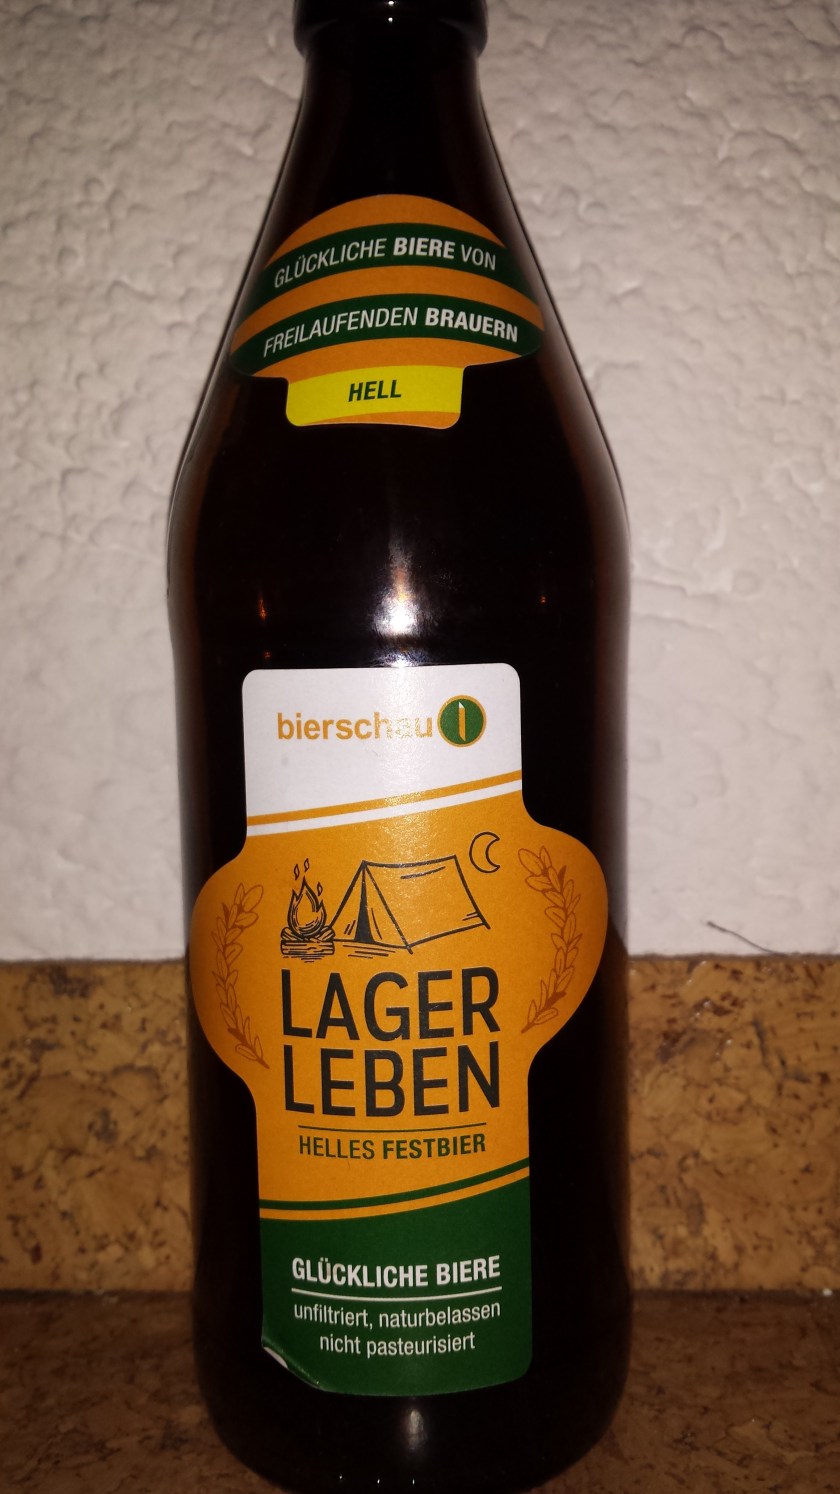 GLÜCKLICHE BIERE VON
FREILAUFENDEN BRAUERN
HELL
bierschau
LAGER
LEBEN
HELLES FESTBIER
GLÜCKLICHE BIERE
unfiltriert, naturbelassen
nicht pasteurisiert